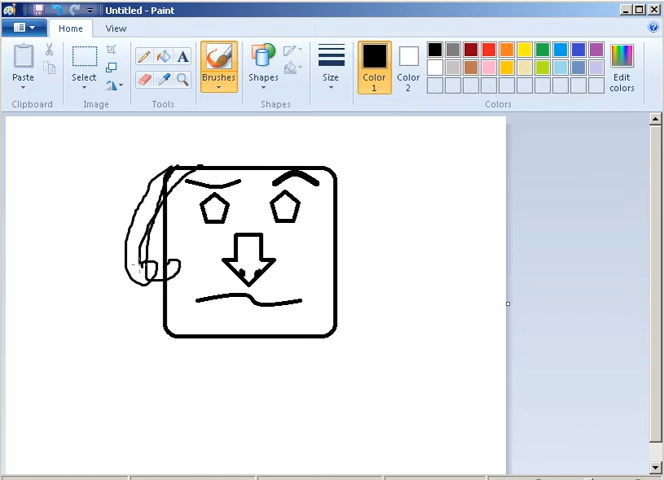 Untitled - Paint
Home View
Paste Select Brushes Shapes Size Color 1 Color 2 Edit colors
A
Clipboard Image Tools Shapes Colors